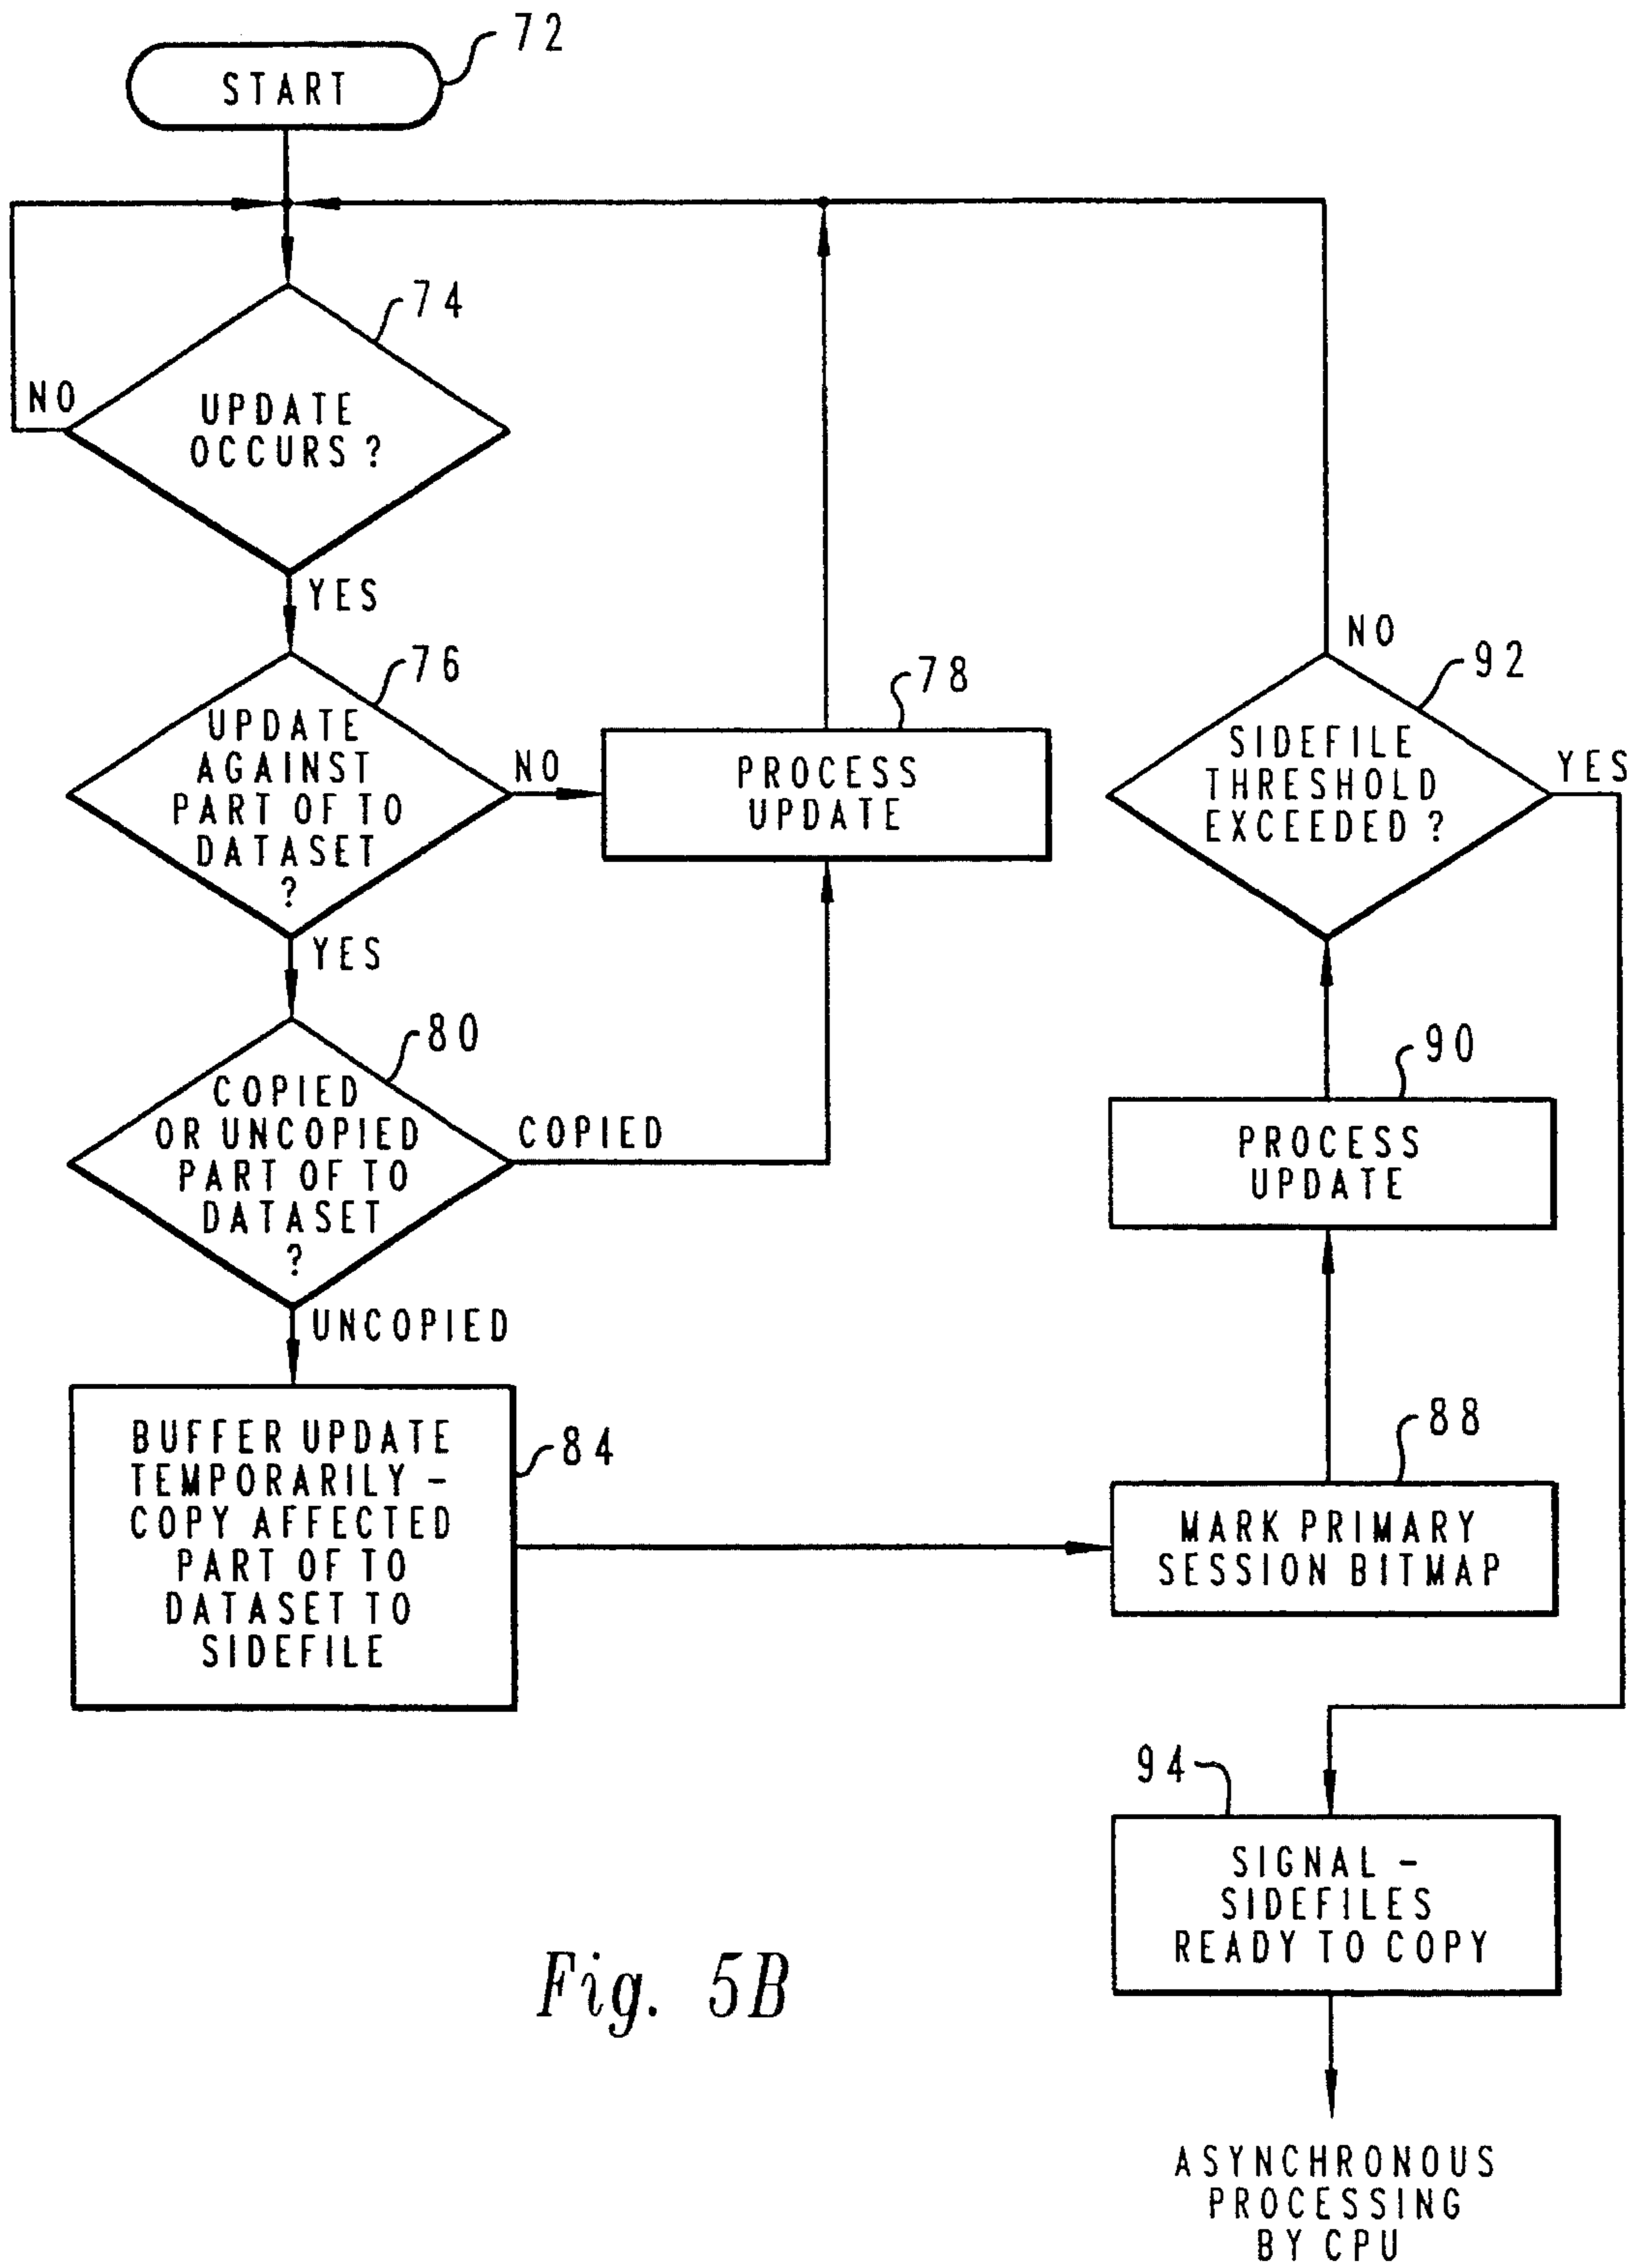 START
72
74
NO
UPDATE
OCCURS ?
YES
76
UPDATE
AGAINST
PART OF TO
DATASET
?
NO
78
PROCESS
UPDATE
NO
92
SIDEFILE
THRESHOLD
EXCEEDED ?
YES
YES
80
COPIED
OR UNCOPIED
PART OF TO
DATASET
?
COPIED
90
PROCESS
UPDATE
UNCOPIED
BUFFER UPDATE
TEMPORARILY –
COPY AFFECTED
PART OF TO
DATASET TO
SIDEFILE
84
88
MARK PRIMARY
SESSION BITMAP
94
SIGNAL –
SIDEFILES
READY TO COPY
Fig. 5B
ASYNCHRONOUS
PROCESSING
BY CPU